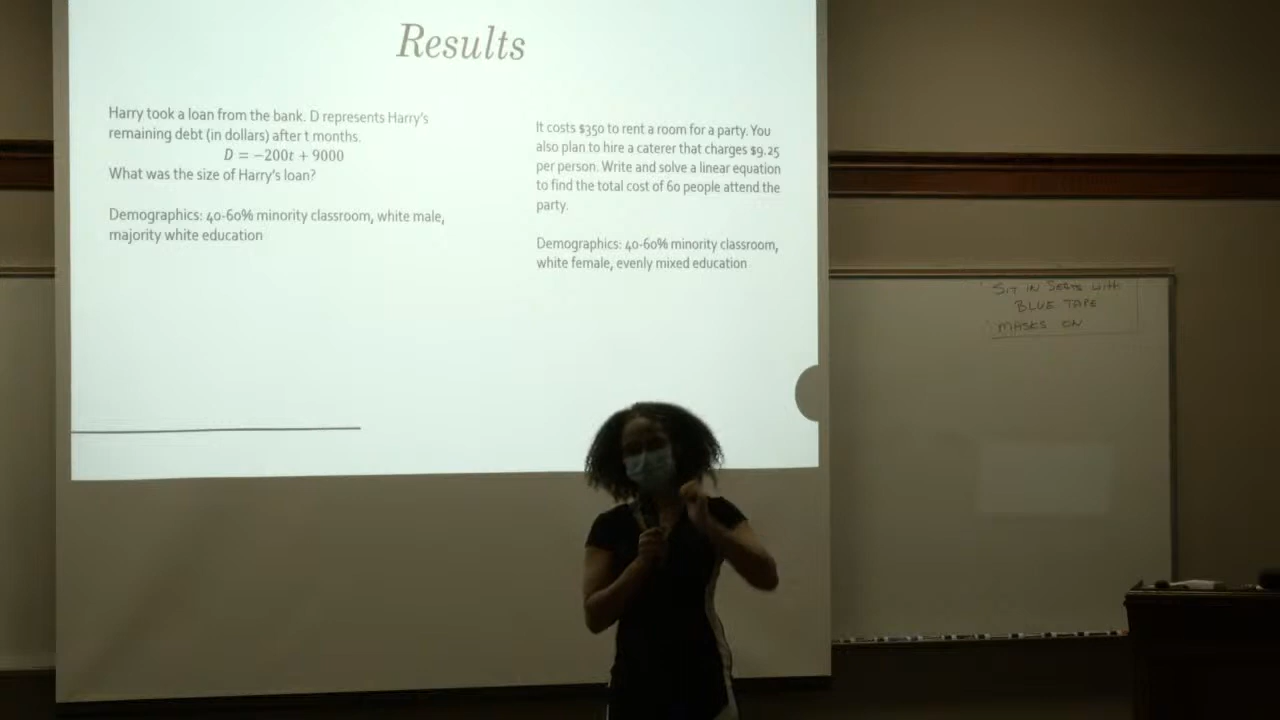 Results
Harry took a loan from the bank. D represents Harry's
remaining debt (in dollars) after t months.
D = −200t + 9000
What was the size of Harry's loan?
Demographics: 40-60% minority classroom, white male,
majority white education
It costs $350 to rent a room for a party. You
also plan to hire a caterer that charges $9.25
per person. Write and solve a linear equation
to find the total cost of 60 people attend the
party.
Demographics: 40-60% minority classroom,
white female, evenly mixed education
SIT IN SEATS WITH
BLUE TAPE
MASKS ON